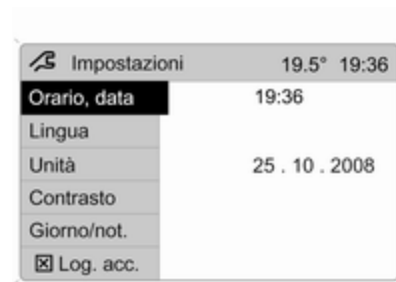 Impostazioni 19.5° 19:36
Orario, data 19:36
Lingua
Unità 25 . 10 . 2008
Contrasto
Giorno/not.
Log. acc.